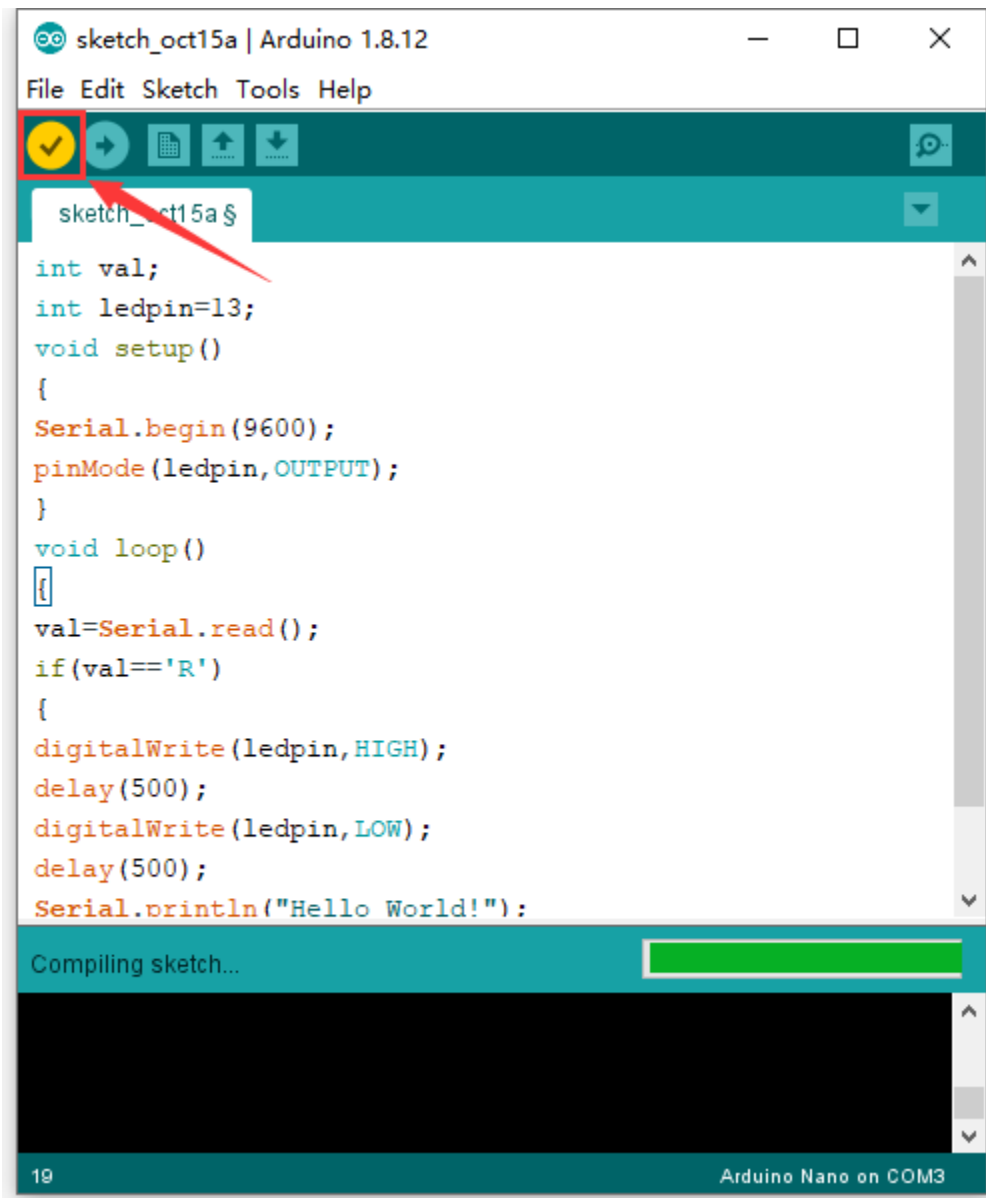 sketch_oct15a | Arduino 1.8.12
File Edit Sketch Tools Help
sketch_oct15a §
int val;
int ledpin=13;
void setup()
{
Serial.begin(9600);
pinMode(ledpin,OUTPUT);
}
void loop()
{
val=Serial.read();
if(val=='R')
{
digitalWrite(ledpin,HIGH);
delay(500);
digitalWrite(ledpin,LOW);
delay(500);
Serial.println("Hello World!");
Compiling sketch...
19
Arduino Nano on COM3